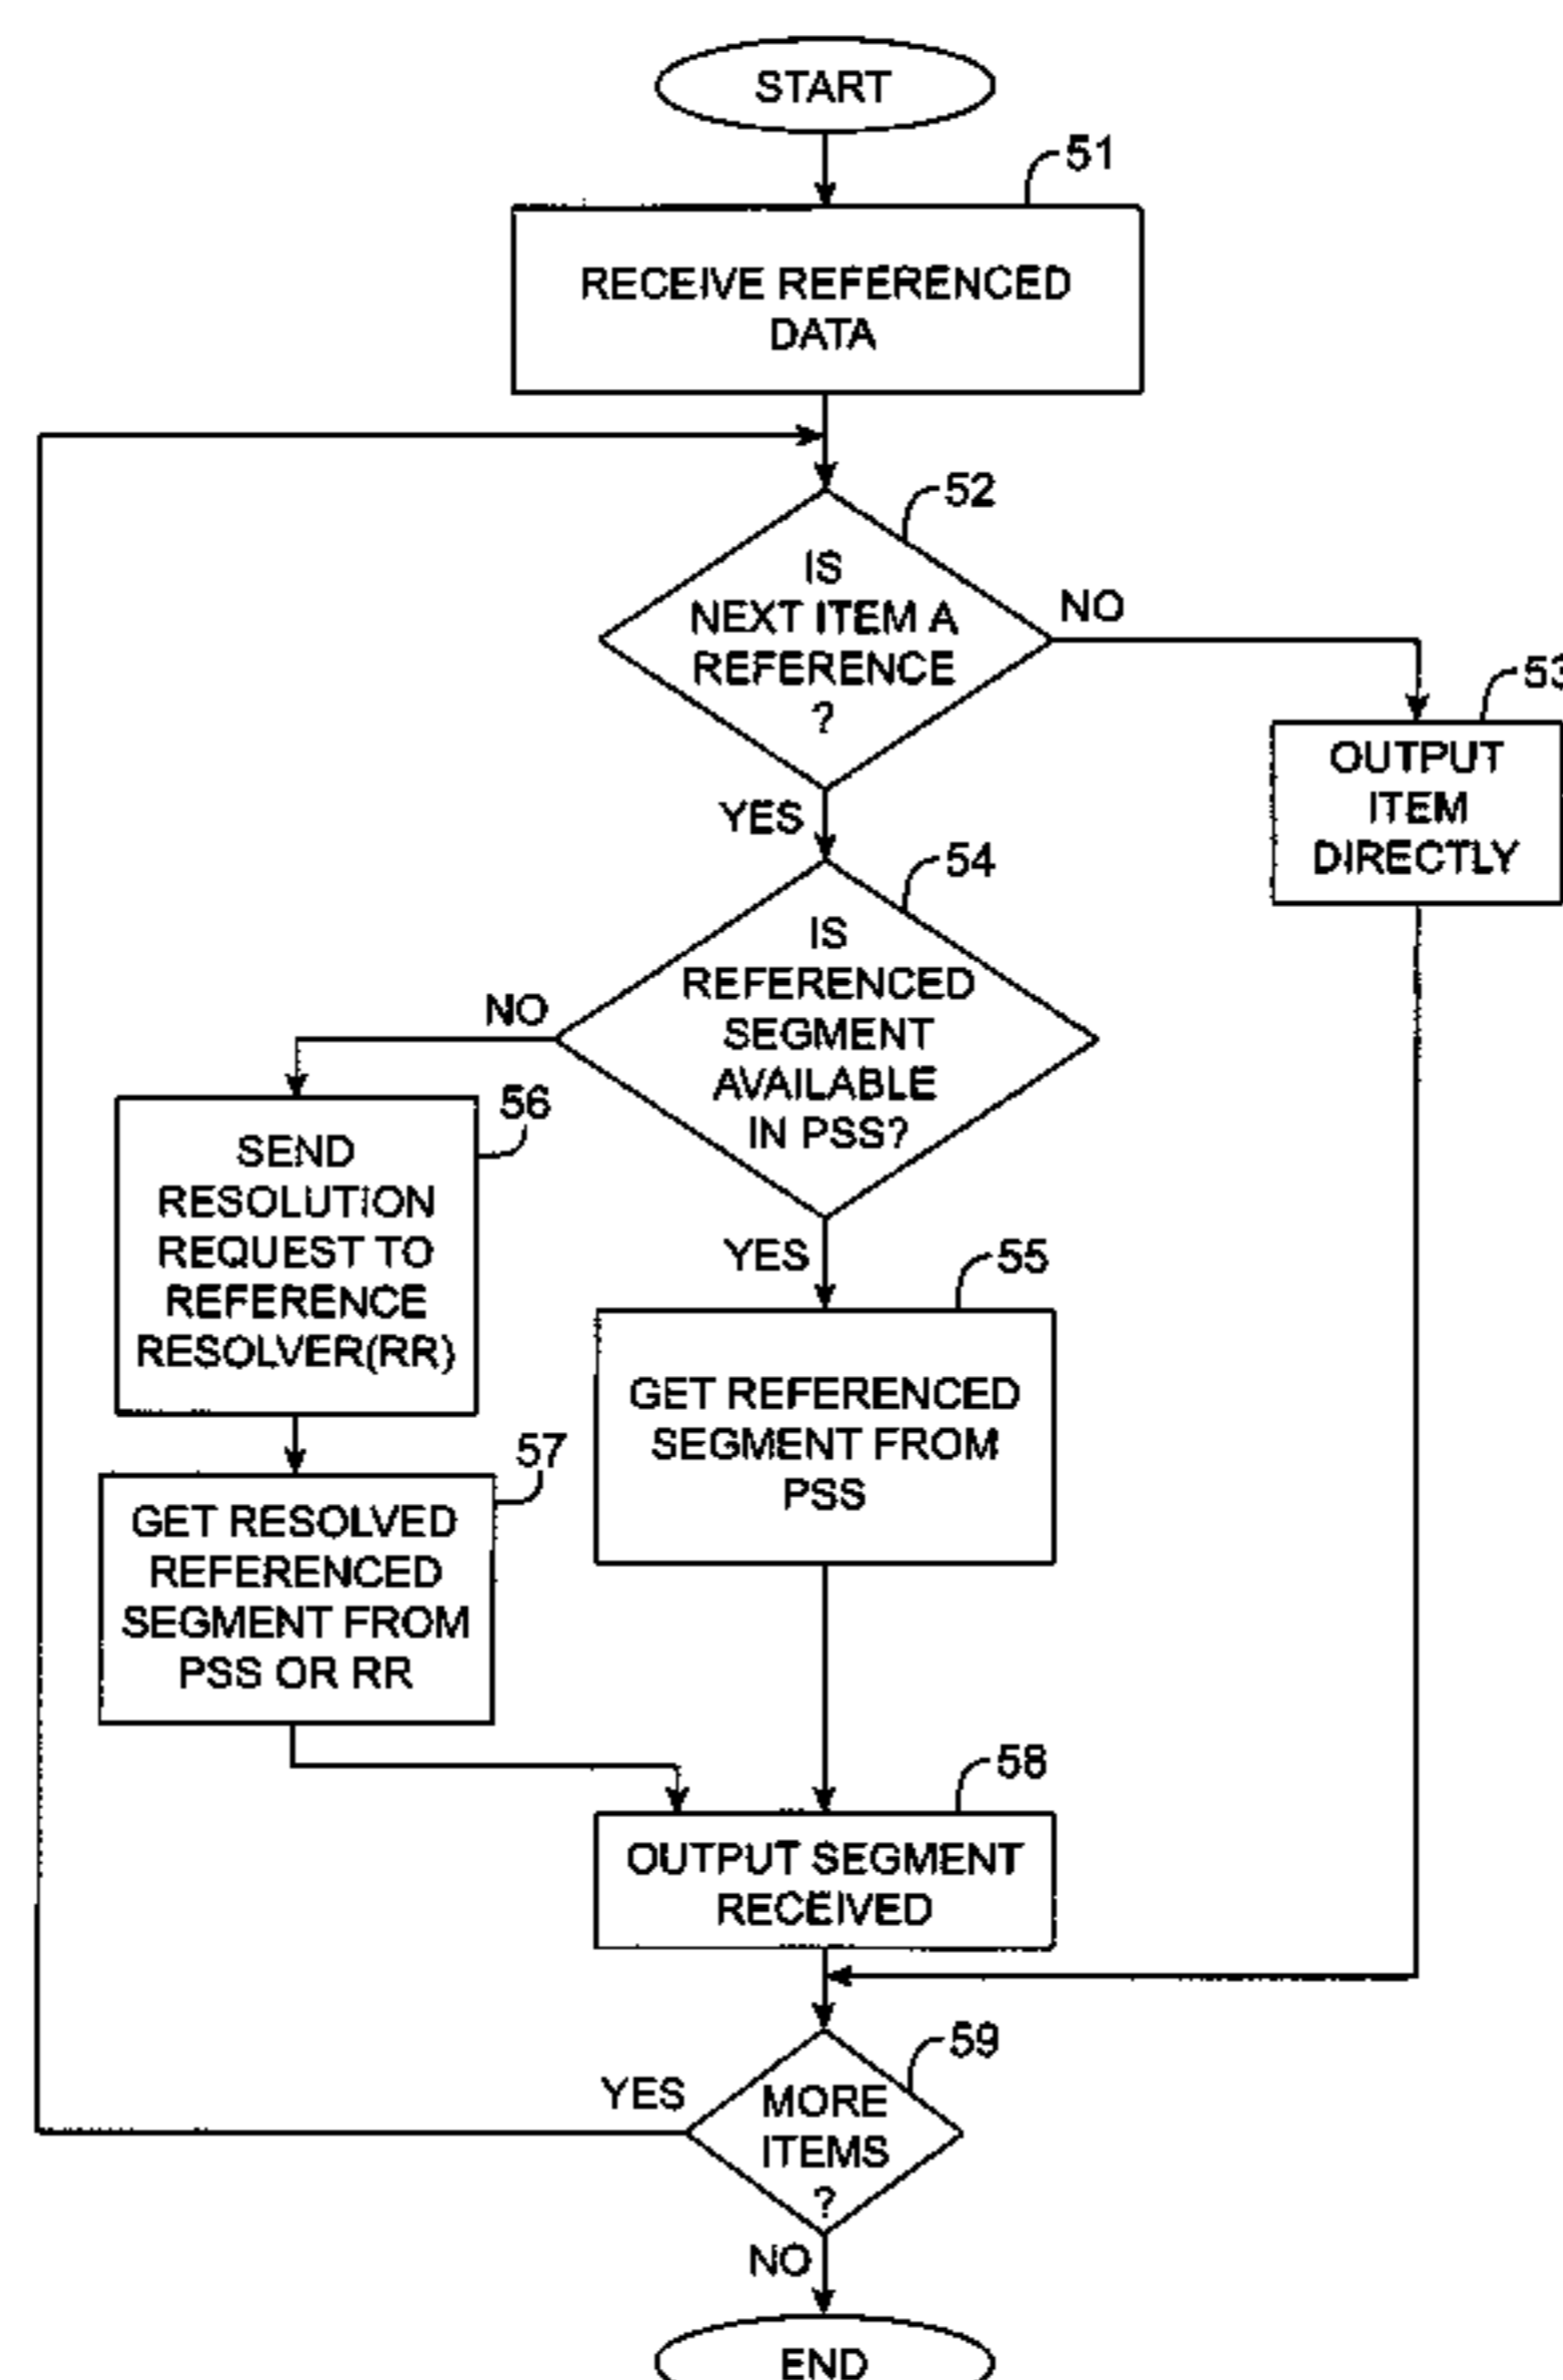 START
51
RECEIVE REFERENCED
DATA
52
IS
NEXT ITEM A
REFERENCE
?
NO
53
OUTPUT
ITEM
DIRECTLY
YES
54
IS
REFERENCED
SEGMENT
AVAILABLE
IN PSS?
NO
56
SEND
RESOLUTION
REQUEST TO
REFERENCE
RESOLVER(RR)
YES
55
GET REFERENCED
SEGMENT FROM
PSS
57
GET RESOLVED
REFERENCED
SEGMENT FROM
PSS OR RR
58
OUTPUT SEGMENT
RECEIVED
59
YES
MORE
ITEMS
?
NO
END